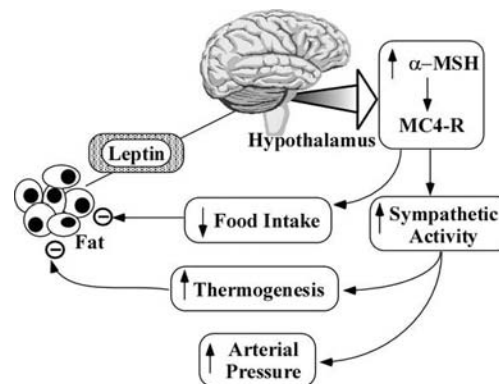 α–MSH
MC4-R
Hypothalamus
Leptin
Fat
Food Intake
Sympathetic
Activity
Thermogenesis
Arterial
Pressure